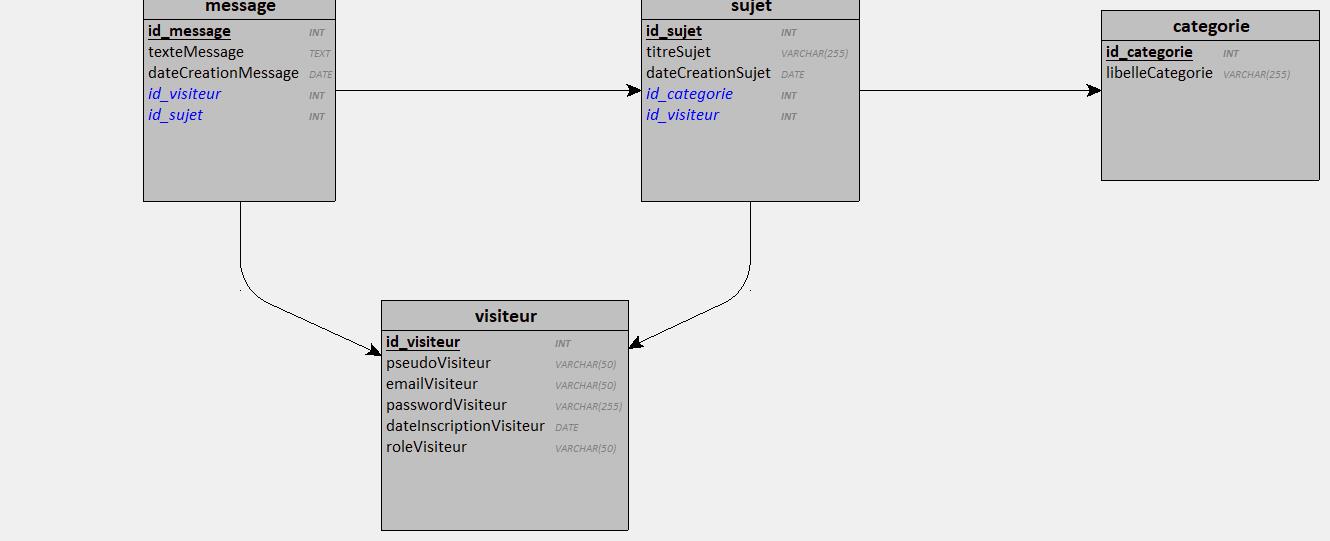 message
id_message INT
texteMessage TEXT
dateCreationMessage DATE
id_visiteur INT
id_sujet INT
sujet
id_sujet INT
titreSujet VARCHAR(255)
dateCreationSujet DATE
id_categorie INT
id_visiteur INT
categorie
id_categorie INT
libelleCategorie VARCHAR(255)
visiteur
id_visiteur INT
pseudoVisiteur VARCHAR(50)
emailVisiteur VARCHAR(50)
passwordVisiteur VARCHAR(255)
dateInscriptionVisiteur DATE
roleVisiteur VARCHAR(50)